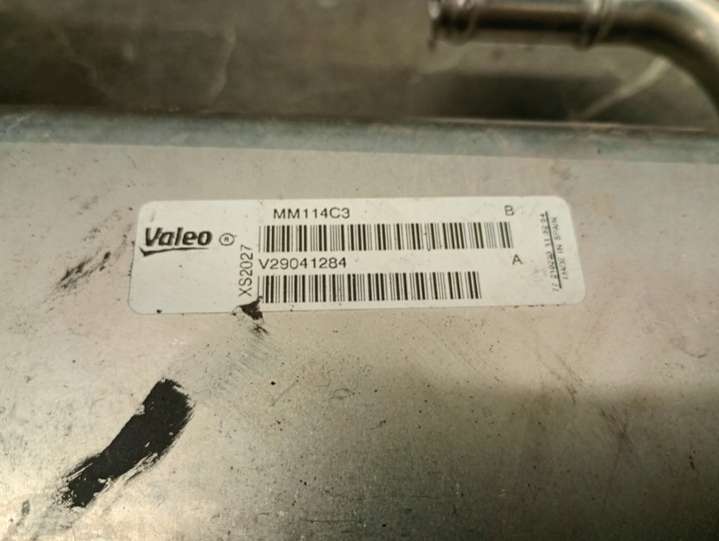 MM114C3 B
Valeo ®
XS2027
V29041284 A
MADE IN SPAIN